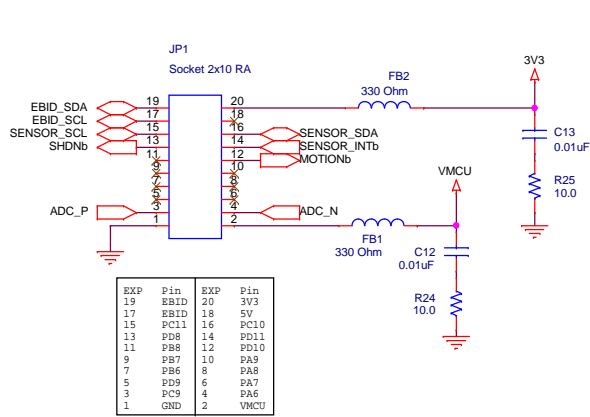 JP1
Socket 2x10 RA
FB2
330 Ohm
3V3
EBID_SDA 19 20
EBID_SCL 17 18
SENSOR_SCL 15 16 SENSOR_SDA
SHDNb 13 14 SENSOR_INTb
11 12 MOTIONb
9 10
7 8
5 6
ADC_P 3 4 ADC_N
1 2
C13
0.01uF
R25
10.0
VMCU
FB1
330 Ohm
C12
0.01uF
R24
10.0
EXP Pin EXP Pin
19 EBID 20 3V3
17 EBID 18 5V
15 PC11 16 PC10
13 PD8 14 PD11
11 PB8 12 PD10
9 PB7 10 PA9
7 PB6 8 PA8
5 PD9 6 PA7
3 PC9 4 PA6
1 GND 2 VMCU